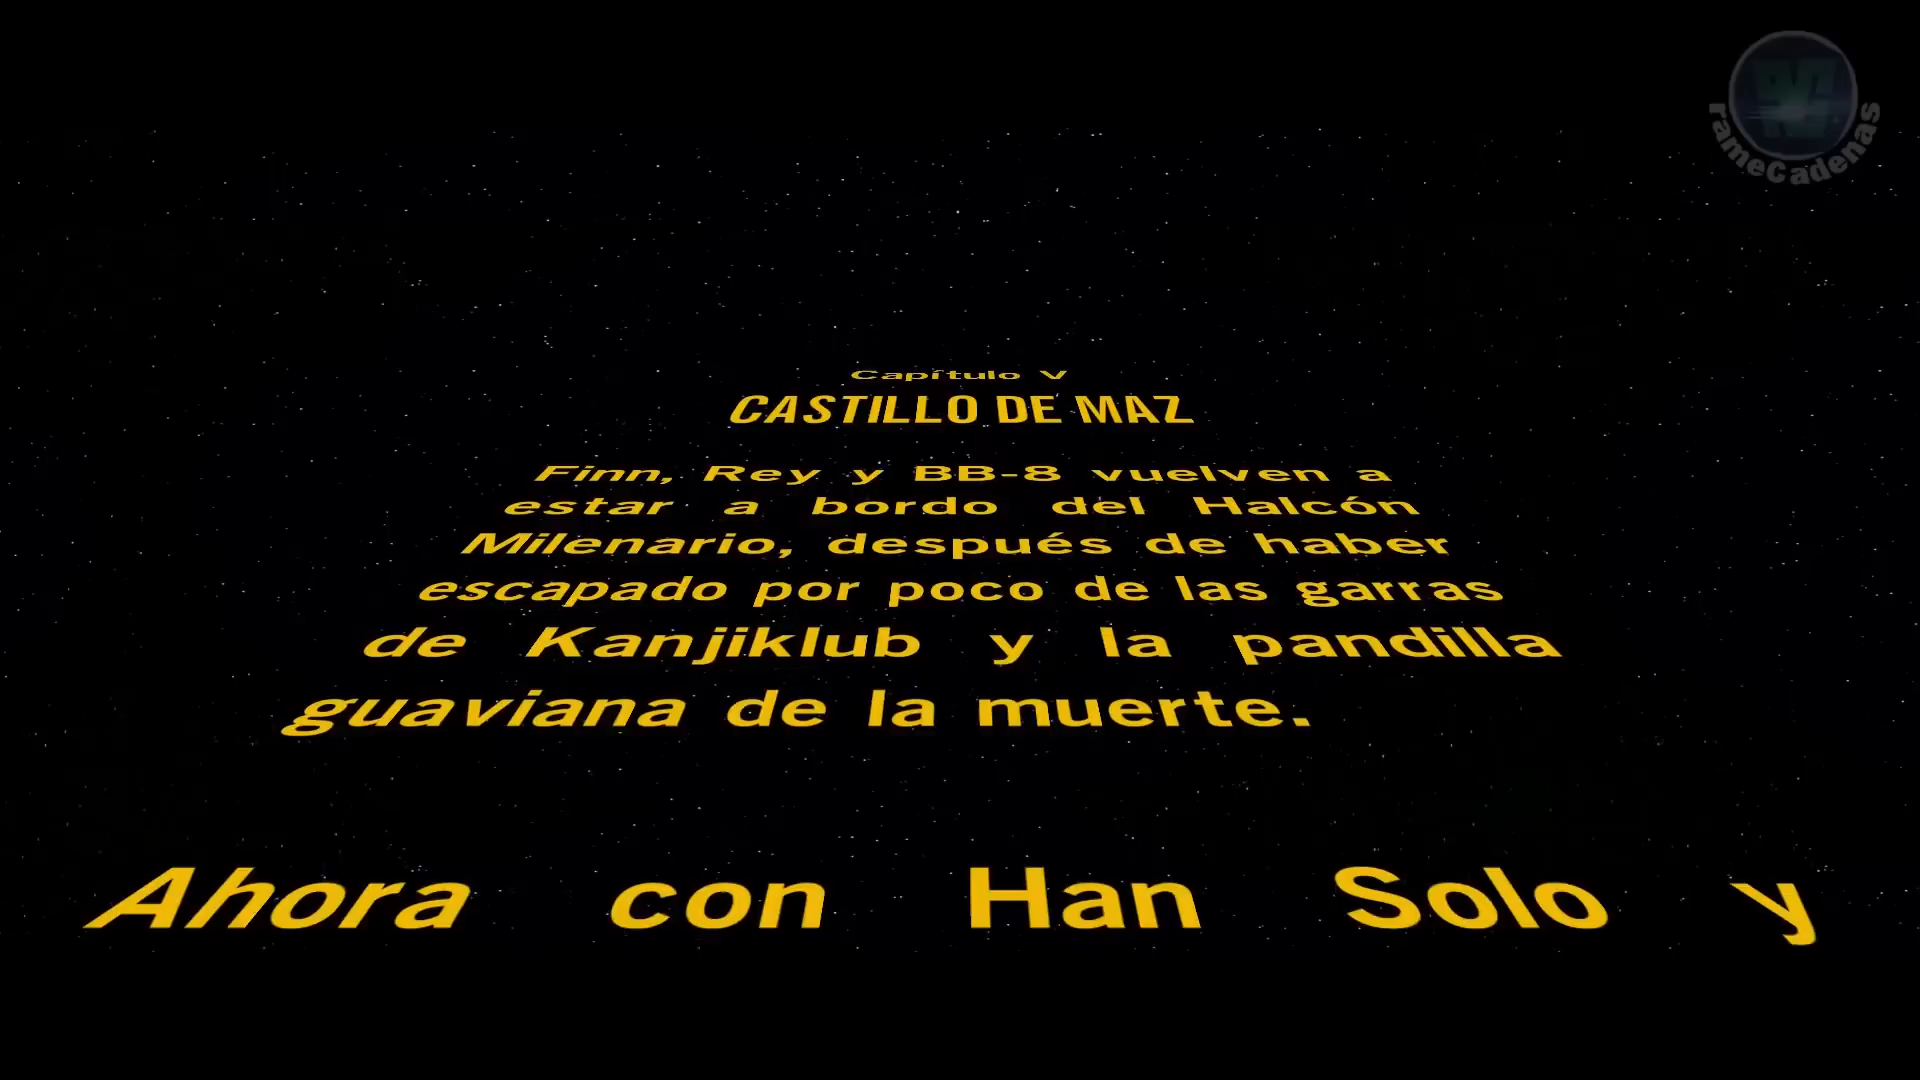 Capítulo V
CASTILLO DE MAZ
Finn, Rey y BB-8 vuelven a
estar a bordo del Halcón
Milenario, después de haber
escapado por poco de las garras
de Kanjiklub y la pandilla
guaviana de la muerte.
Ahora con Han Solo y
rameCadenas